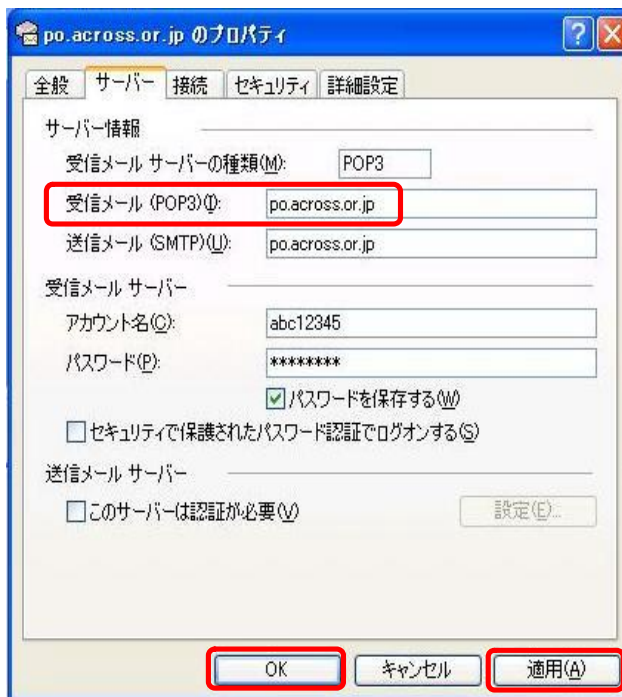 po.across.or.jp のプロパティ
全般 サーバー 接続 セキュリティ 詳細設定
サーバー情報
受信メール サーバーの種類(M): POP3
受信メール (POP3)(I): po.across.or.jp
送信メール (SMTP)(U): po.across.or.jp
受信メール サーバー
アカウント名(C): abc12345
パスワード(P): ********
パスワードを保存する(W)
セキュリティで保護されたパスワード認証でログオンする(S)
送信メール サーバー
このサーバーは認証が必要(V) 設定(E)...
OK キャンセル 適用(A)